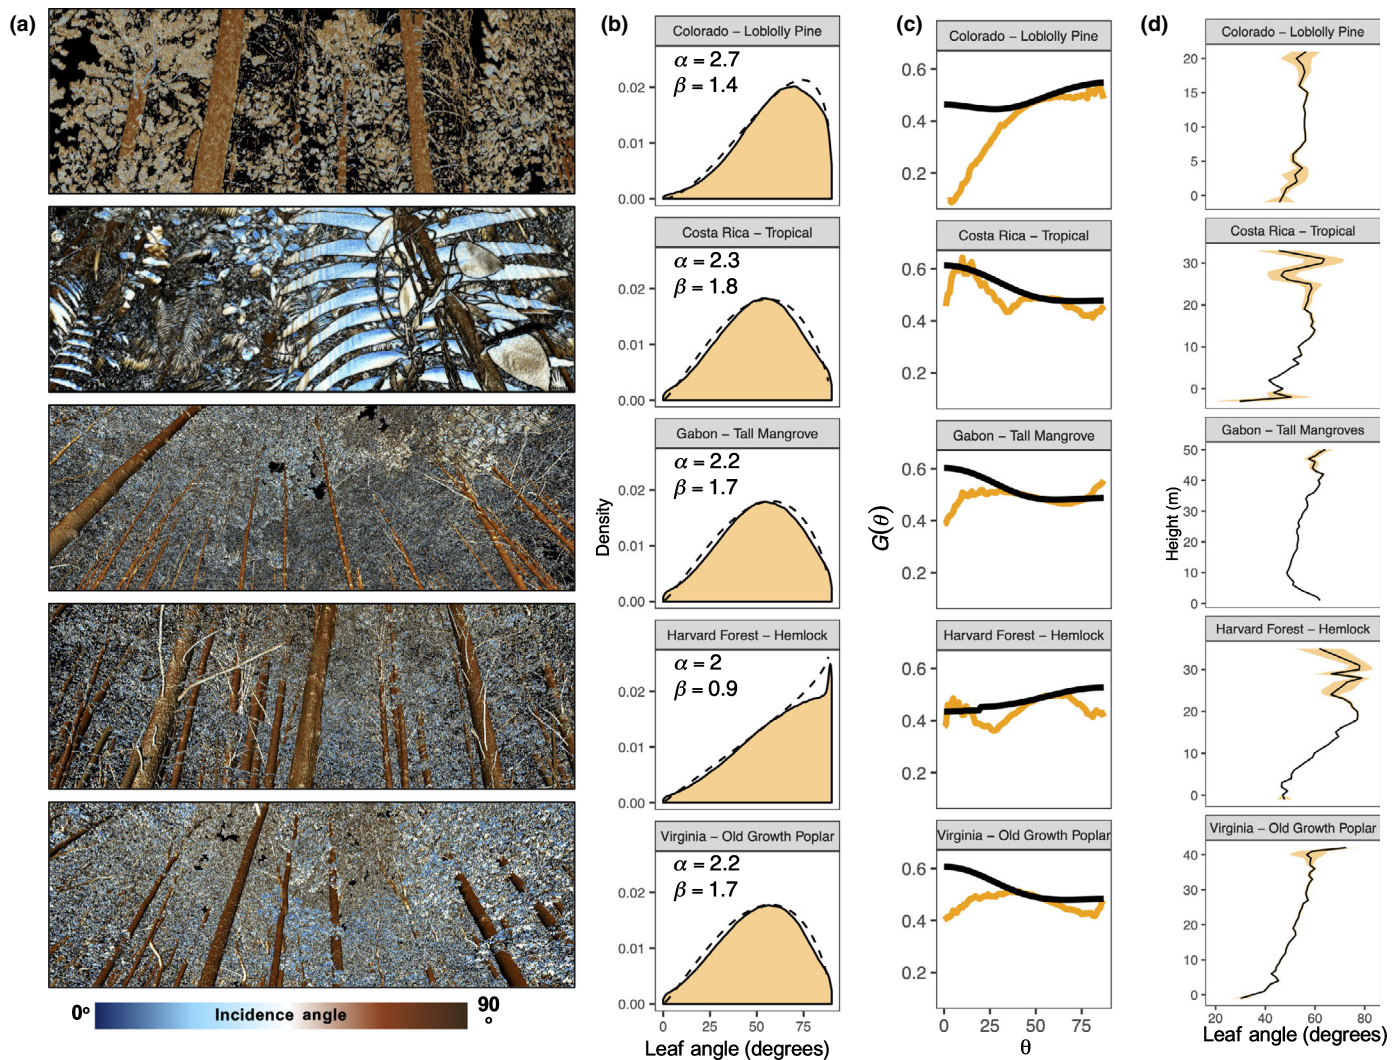 (a)
0°
Incidence angle
90
°
(b)
Colorado – Loblolly Pine
α = 2.7
β = 1.4
0.02
0.01
0.00
Costa Rica – Tropical
α = 2.3
β = 1.8
0.02
0.01
0.00
Gabon – Tall Mangrove
α = 2.2
β = 1.7
0.02
0.01
0.00
Harvard Forest – Hemlock
α = 2
β = 0.9
0.02
0.01
0.00
Virginia – Old Growth Poplar
α = 2.2
β = 1.7
0.02
0.01
0.00
Density
0 25 50 75
Leaf angle (degrees)
(c)
Colorado – Loblolly Pine
0.6
0.4
0.2
Costa Rica – Tropical
0.6
0.4
0.2
Gabon – Tall Mangrove
0.6
0.4
0.2
Harvard Forest – Hemlock
0.6
0.4
0.2
Virginia – Old Growth Poplar
0.6
0.4
0.2
G(θ)
0 25 50 75
θ
(d)
Colorado – Loblolly Pine
20
15
10
5
0
Costa Rica – Tropical
30
20
10
0
Gabon – Tall Mangroves
50
40
30
20
10
0
Harvard Forest – Hemlock
30
20
10
0
Virginia – Old Growth Poplar
40
30
20
10
0
Height (m)
20 40 60 80
Leaf angle (degrees)